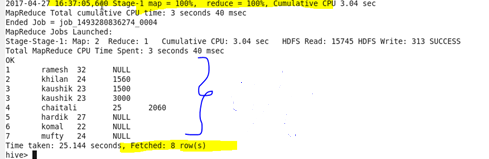 2017-04-27 16:37:05,600 Stage-1 map = 100%, reduce = 100%, Cumulative CPU 3.04 sec
MapReduce Total cumulative CPU time: 3 seconds 40 msec
Ended Job = job_1493280836274_0004
MapReduce Jobs Launched:
Stage-Stage-1: Map: 2 Reduce: 1 Cumulative CPU: 3.04 sec HDFS Read: 15745 HDFS Write: 313 SUCCESS
Total MapReduce CPU Time Spent: 3 seconds 40 msec
OK
1 ramesh 32 NULL
2 khilan 24 1560
3 kaushik 23 1500
3 kaushik 23 3000
4 chaitali 25 2060
5 hardik 27 NULL
6 komal 22 NULL
7 mufty 24 NULL
Time taken: 25.144 seconds, Fetched: 8 row(s)
hive>